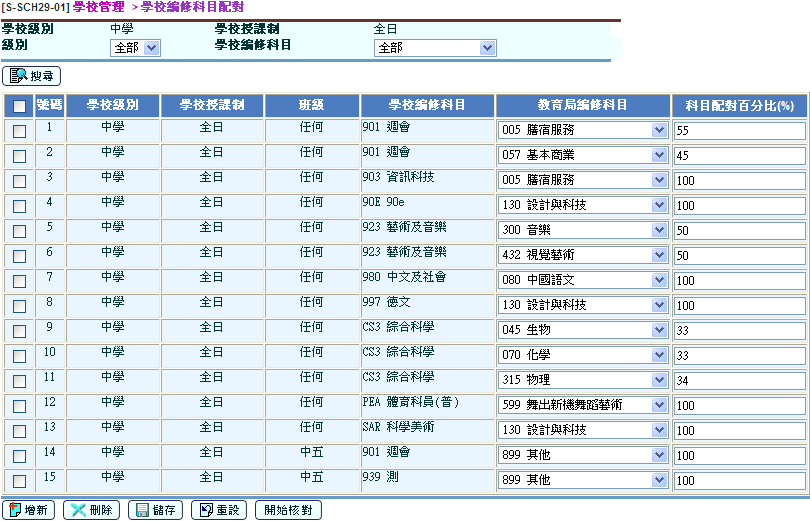 [S-SCH29-01] 學校管理 > 學校編修科目配對
學校級別 中學 學校授課制 全日
級別 全部 學校編修科目 全部
搜尋
號碼 學校級別 學校授課制 班級 學校編修科目 教育局編修科目 科目配對百分比(%)
1 中學 全日 任何 901 週會 005 膳宿服務 55
2 中學 全日 任何 901 週會 057 基本商業 45
3 中學 全日 任何 903 資訊科技 005 膳宿服務 100
4 中學 全日 任何 90E 90e 130 設計與科技 100
5 中學 全日 任何 923 藝術及音樂 300 音樂 50
6 中學 全日 任何 923 藝術及音樂 432 視覺藝術 50
7 中學 全日 任何 980 中文及社會 080 中國語文 100
8 中學 全日 任何 997 德文 130 設計與科技 100
9 中學 全日 任何 CS3 綜合科學 045 生物 33
10 中學 全日 任何 CS3 綜合科學 070 化學 33
11 中學 全日 任何 CS3 綜合科學 315 物理 34
12 中學 全日 任何 PEA 體育科員(普) 599 舞出新機舞蹈藝術 100
13 中學 全日 任何 SAR 科學美術 130 設計與科技 100
14 中學 全日 中五 901 週會 899 其他 100
15 中學 全日 中五 939 測 899 其他 100
增新 刪除 儲存 重設 開始核對